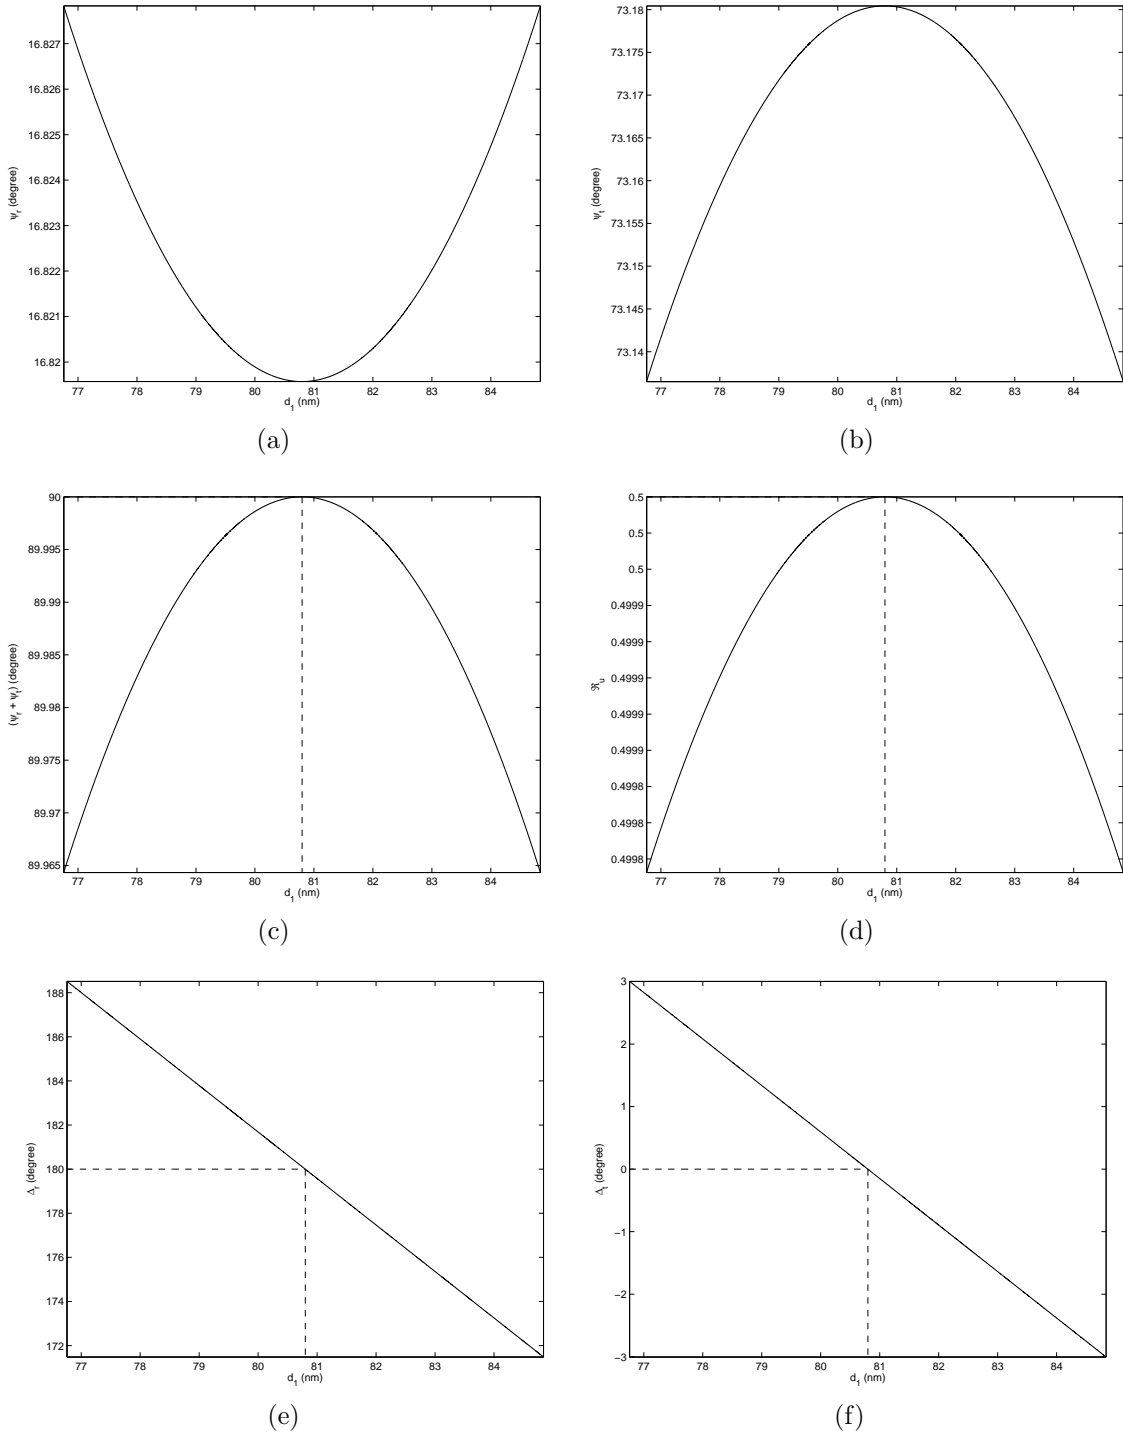 16.827
16.826
16.825
16.824
16.823
16.822
16.821
16.82
ψr (degree)
77 78 79 80 81 82 83 84
d1 (nm)
(a)
73.18
73.175
73.17
73.165
73.16
73.155
73.15
73.145
73.14
ψt (degree)
77 78 79 80 81 82 83 84
d1 (nm)
(b)
90
89.995
89.99
89.985
89.98
89.975
89.97
89.965
(ψr + ψt) (degree)
77 78 79 80 81 82 83 84
d1 (nm)
(c)
0.5
0.5
0.5
0.4999
0.4999
0.4999
0.4999
0.4999
0.4998
0.4998
0.4998
ℜu
77 78 79 80 81 82 83 84
d1 (nm)
(d)
188
186
184
182
180
178
176
174
172
Δr (degree)
77 78 79 80 81 82 83 84
d1 (nm)
(e)
3
2
1
0
−1
−2
−3
Δt (degree)
77 78 79 80 81 82 83 84
d1 (nm)
(f)